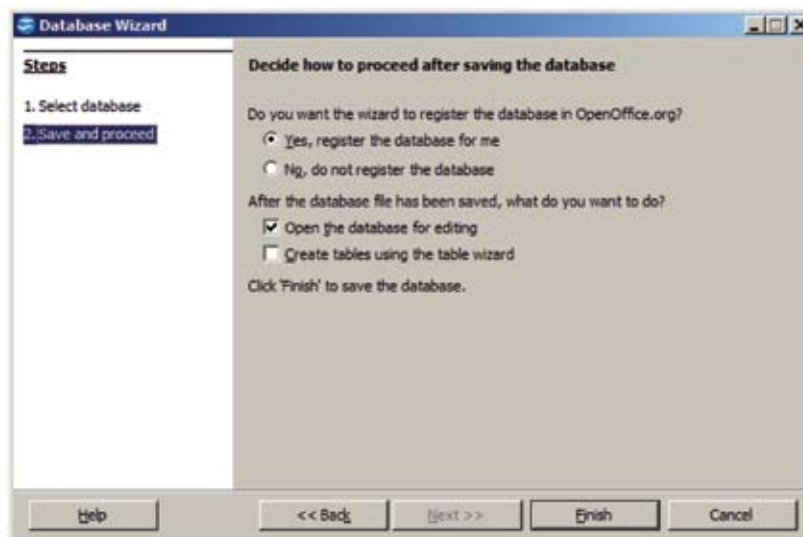 Database Wizard
Steps
1. Select database
2. Save and proceed
Decide how to proceed after saving the database
Do you want the wizard to register the database in OpenOffice.org?
Yes, register the database for me
No, do not register the database
After the database file has been saved, what do you want to do?
Open the database for editing
Create tables using the table wizard
Click 'Finish' to save the database.
Help
<< Back
Next >>
Finish
Cancel